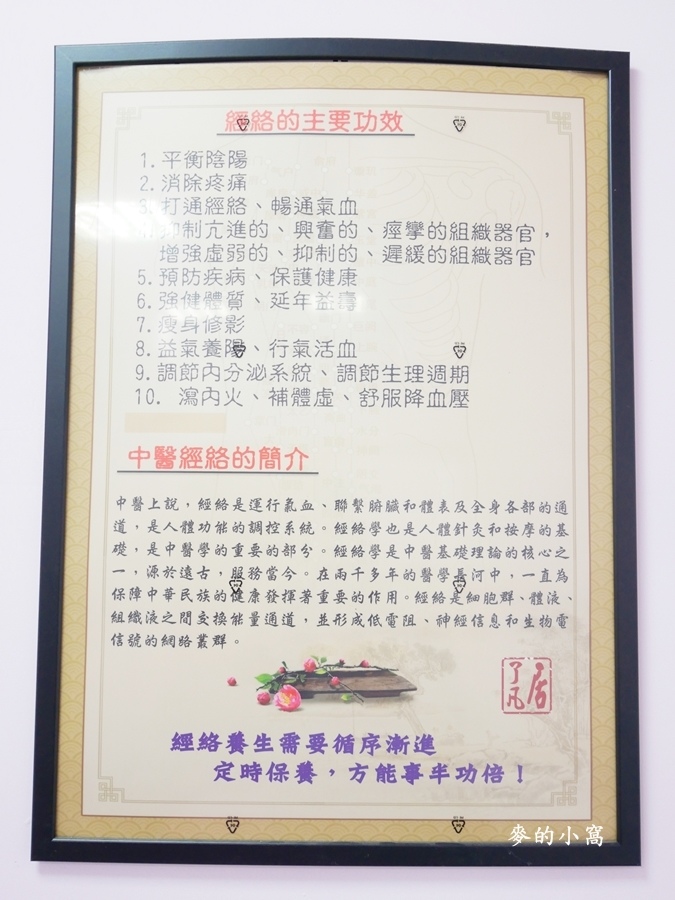 經絡的主要功效
1.平衡陰陽
2.消除疼痛
3.打通經絡、暢通氣血
4.抑制亢進的、興奮的、痙攣的組織器官，
增強虛弱的、抑制的、遲緩的組織器官
5.預防疾病、保護健康
6.強健體質、延年益壽
7.瘦身修影
8.益氣養陽、行氣活血
9.調節內分泌系統、調節生理週期
10. 瀉內火、補體虛、舒服降血壓
中醫經絡的簡介
中醫上說，經絡是運行氣血、聯繫腑臟和體表及全身各部的通
道，是人體功能的調控系統。經絡學也是人體針灸和按摩的基
礎，是中醫學的重要的部分。經絡學是中醫基礎理論的核心之
一，源於遠古，服務當今。在兩千多年的醫學長河中，一直為
保障中華民族的健康發揮著重要的作用。經絡是細胞群、體液、
組織液之間交換能量通道，並形成低電阻、神經信息和生物電
信號的網路叢群。
了凡居
經絡養生需要循序漸進
定時保養，方能事半功倍！
麥的小窩